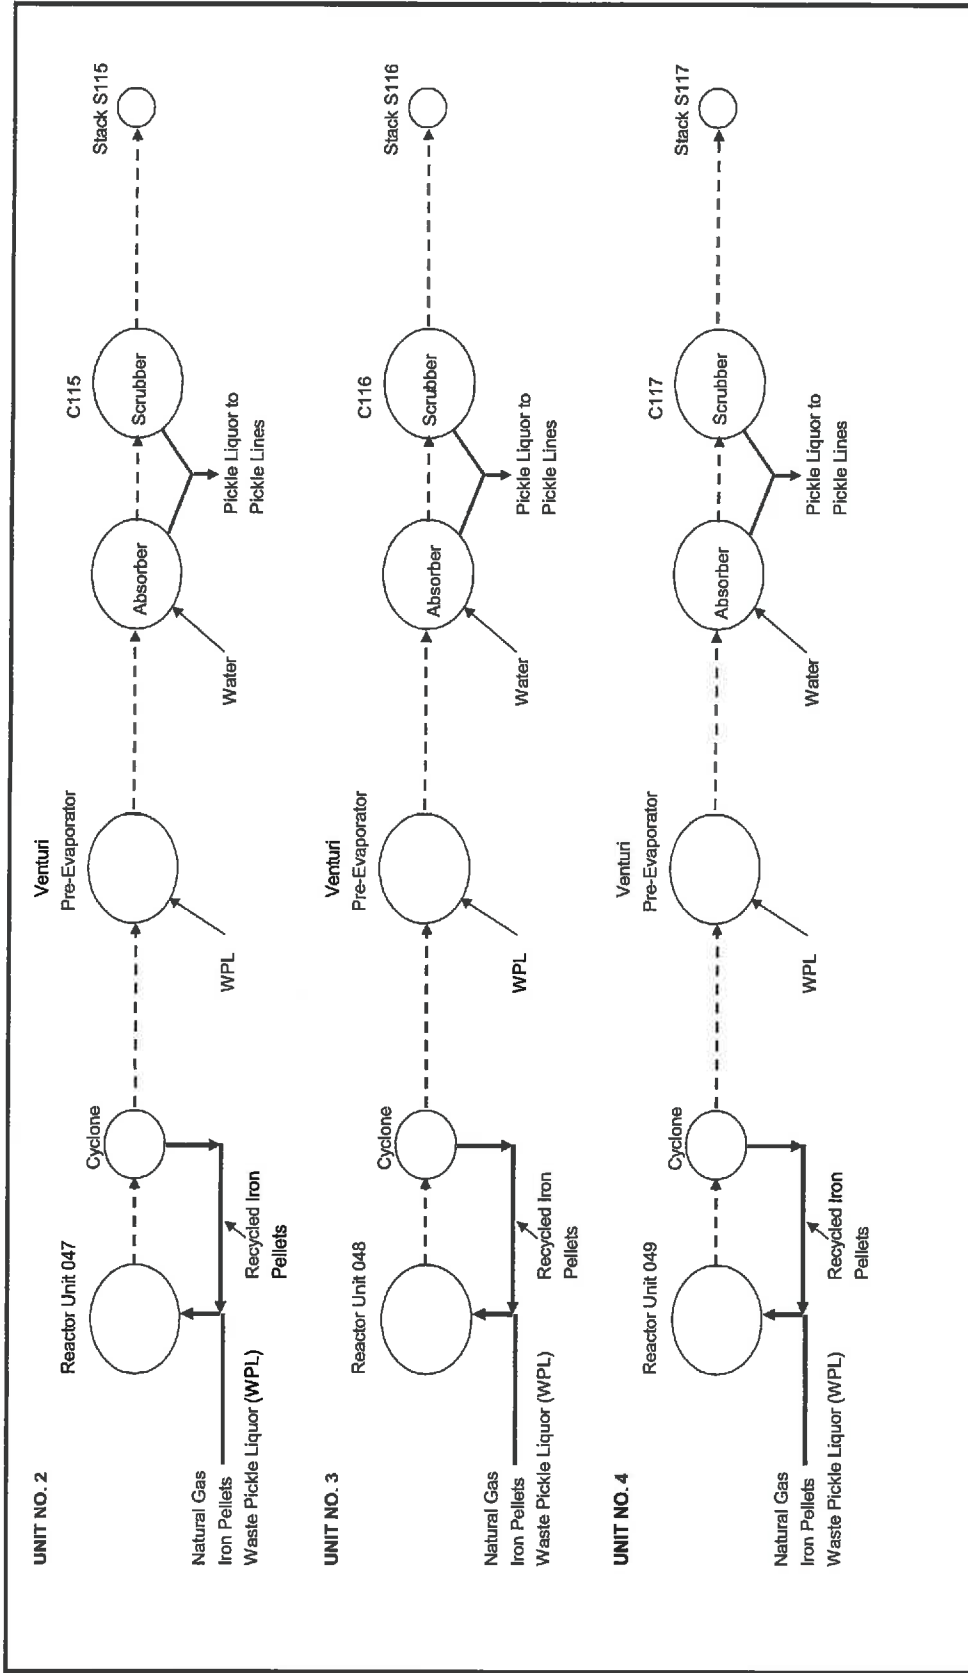 UNIT NO. 2
Reactor Unit 047
Cyclone
Venturi
Pre-Evaporator
C115
Stack S115
Absorber
Scrubber
Natural Gas
Iron Pellets
Waste Pickle Liquor (WPL)
Recycled Iron
Pellets
WPL
Water
Pickle Liquor to
Pickle Lines
UNIT NO. 3
Reactor Unit 048
Cyclone
Venturi
Pre-Evaporator
C116
Stack S116
Absorber
Scrubber
Natural Gas
Iron Pellets
Waste Pickle Liquor (WPL)
Recycled Iron
Pellets
WPL
Water
Pickle Liquor to
Pickle Lines
UNIT NO. 4
Reactor Unit 049
Cyclone
Venturi
Pre-Evaporator
C117
Stack S117
Absorber
Scrubber
Natural Gas
Iron Pellets
Waste Pickle Liquor (WPL)
Recycled Iron
Pellets
WPL
Water
Pickle Liquor to
Pickle Lines